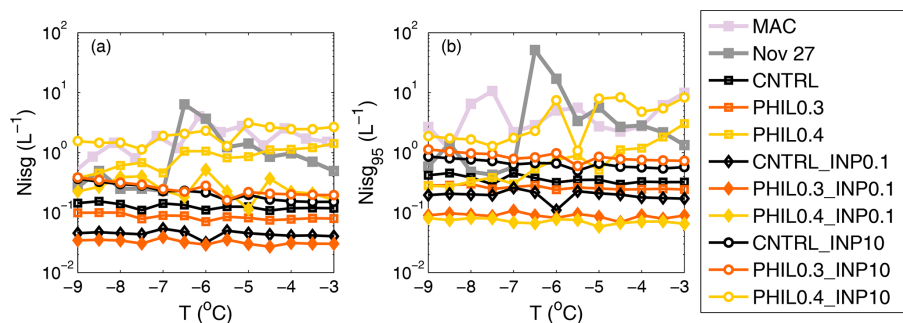 (a)
Nisg (L⁻¹)
10²
10¹
10⁰
10⁻¹
10⁻²
−9 −8 −7 −6 −5 −4 −3
T (°C)
(b)
Nisg₉₅ (L⁻¹)
10²
10¹
10⁰
10⁻¹
10⁻²
−9 −8 −7 −6 −5 −4 −3
T (°C)
MAC
Nov 27
CNTRL
PHIL0.3
PHIL0.4
CNTRL_INP0.1
PHIL0.3_INP0.1
PHIL0.4_INP0.1
CNTRL_INP10
PHIL0.3_INP10
PHIL0.4_INP10